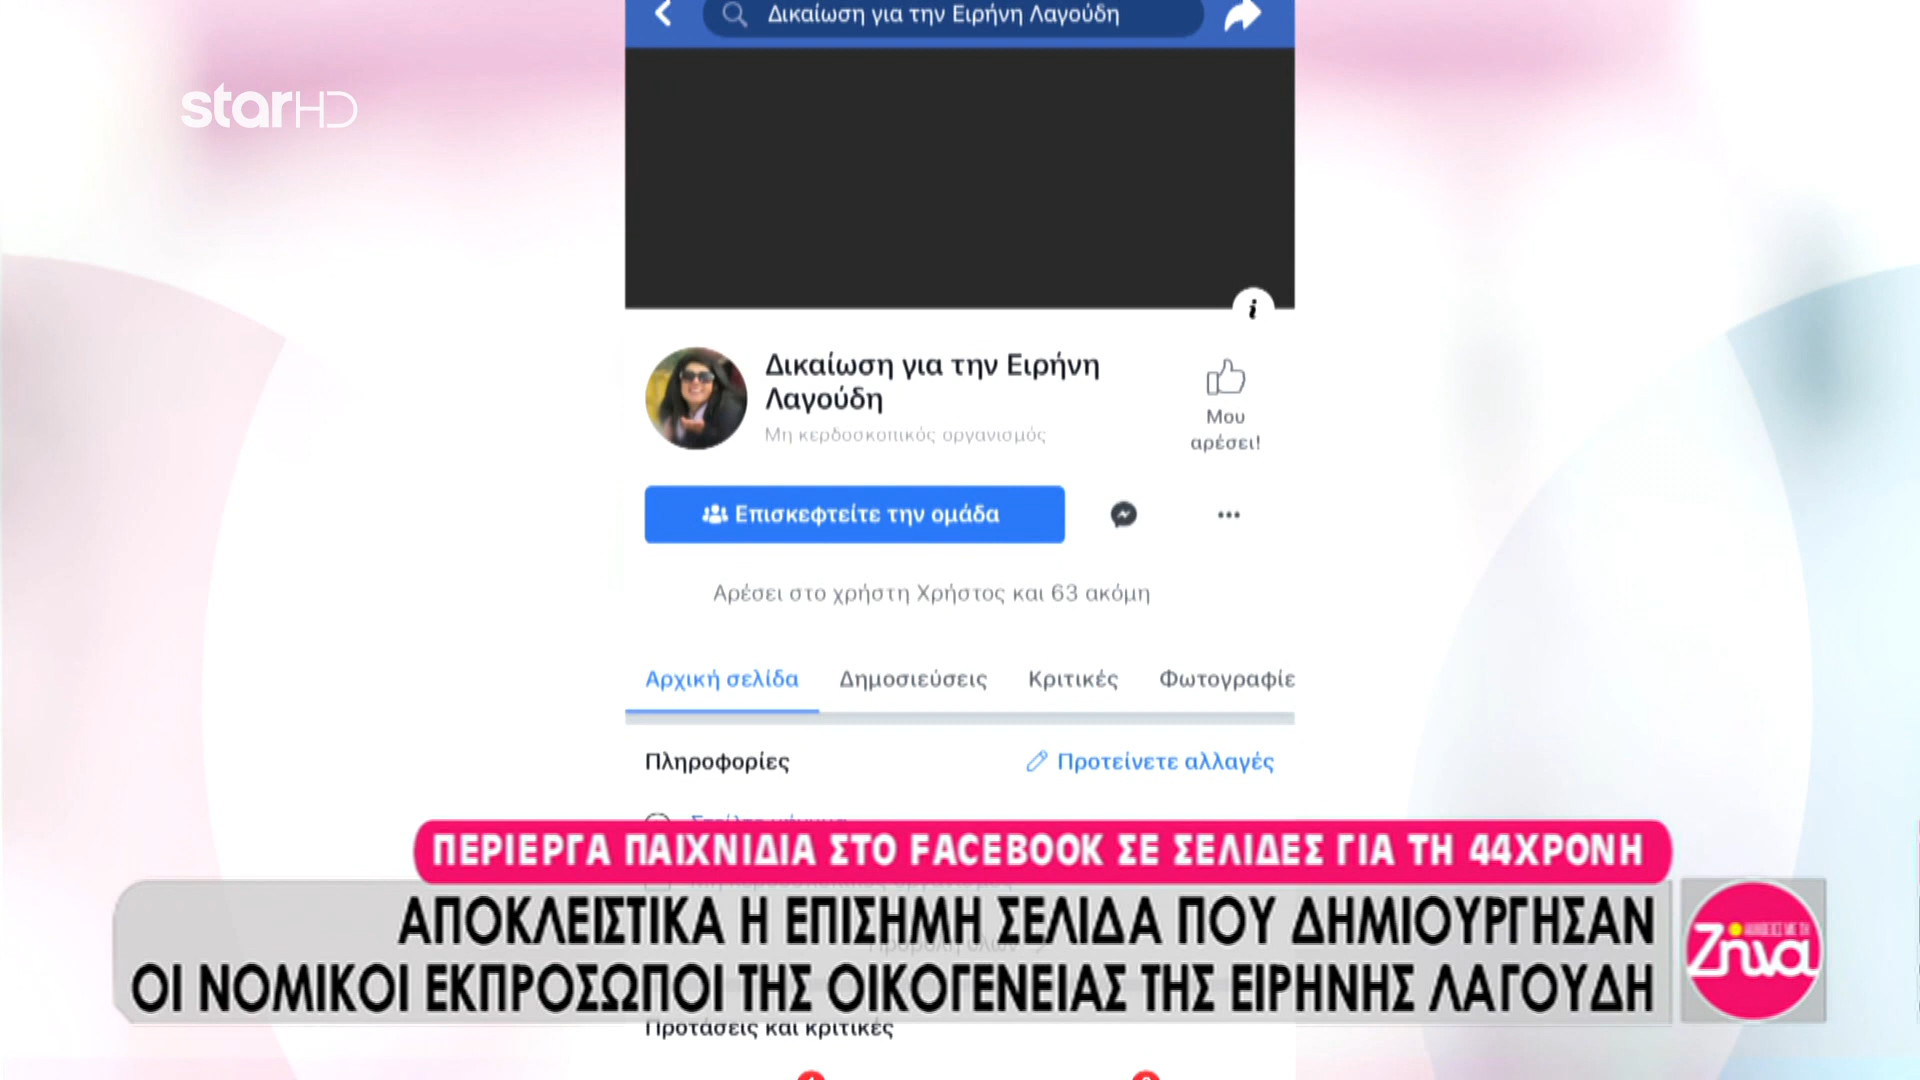 Δικαίωση για την Ειρήνη Λαγούδη
starHD
i
Δικαίωση για την Ειρήνη
Λαγούδη
Μη κερδοσκοπικός οργανισμός
Μου
αρέσει!
Επισκεφτείτε την ομάδα
Αρέσει στο χρήστη Χρήστος και 63 ακόμη
Αρχική σελίδα
Δημοσιεύσεις
Κριτικές
Φωτογραφίε
Πληροφορίες
Προτείνετε αλλαγές
ΠΕΡΙΕΡΓΑ ΠΑΙΧΝΙΔΙΑ ΣΤΟ FACEBOOK ΣΕ ΣΕΛΙΔΕΣ ΓΙΑ ΤΗ 44ΧΡΟΝΗ
ΑΠΟΚΛΕΙΣΤΙΚΑ Η ΕΠΙΣΗΜΗ ΣΕΛΙΔΑ ΠΟΥ ΔΗΜΙΟΥΡΓΗΣΑΝ
ΟΙ ΝΟΜΙΚΟΙ ΕΚΠΡΟΣΩΠΟΙ ΤΗΣ ΟΙΚΟΓΕΝΕΙΑΣ ΤΗΣ ΕΙΡΗΝΗΣ ΛΑΓΟΥΔΗ
Ζήνα
Προτάσεις και κριτικές